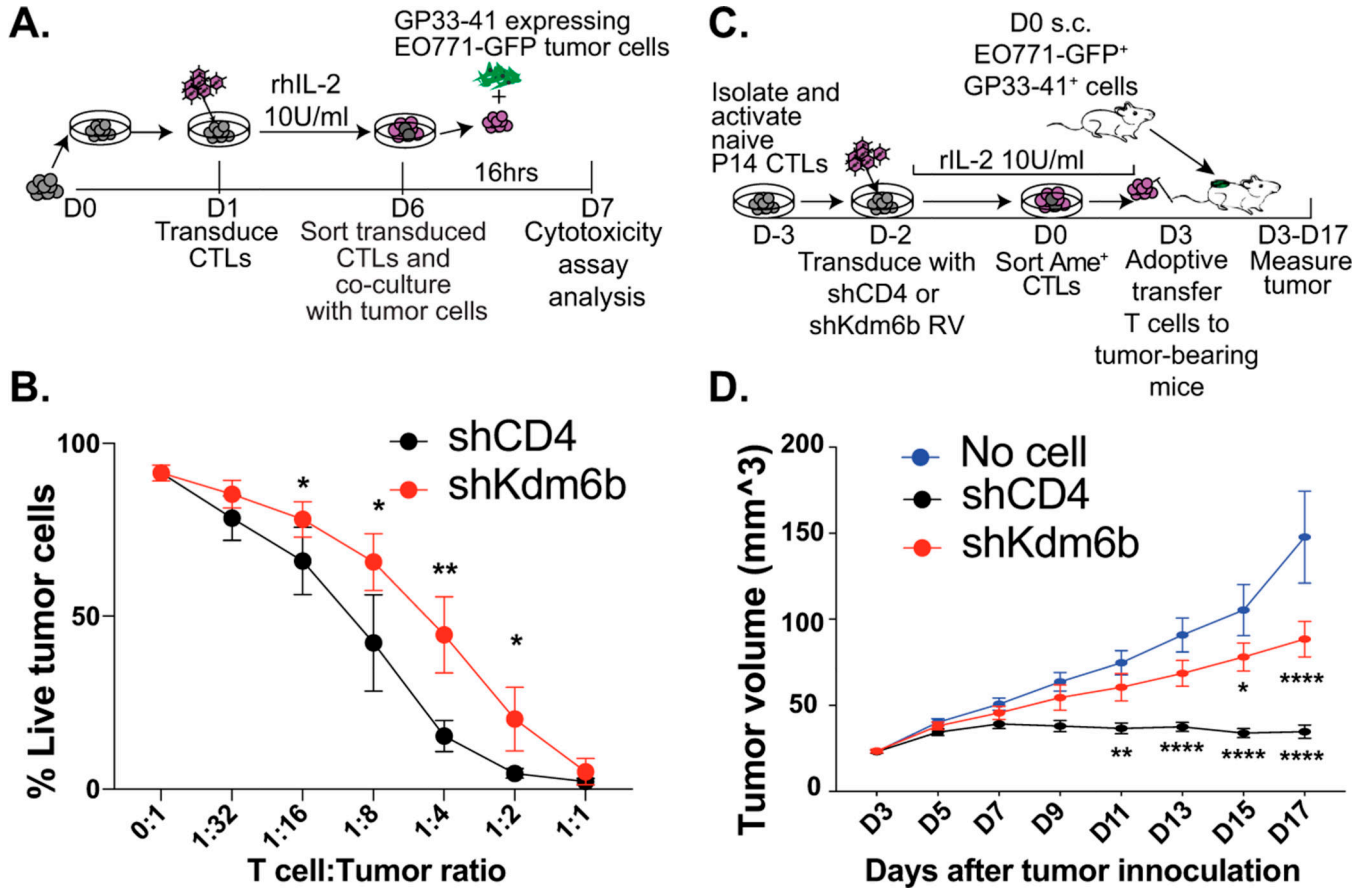 A.
GP33-41 expressing
EO771-GFP tumor cells
rhIL-2
10U/ml
+
16hrs
D0
D1
D6
D7
Transduce
CTLs
Sort transduced
CTLs and
co-culture
with tumor cells
Cytotoxicity
assay
analysis
C.
D0 s.c.
EO771-GFP+
GP33-41+ cells
Isolate and
activate
naive
P14 CTLs
rIL-2 10U/ml
D-3
D-2
D0
D3
D3-D17
Transduce with
shCD4 or
shKdm6b RV
Sort Ame+
CTLs
Adoptive
transfer
T cells to
tumor-bearing
mice
Measure
tumor
B.
% Live tumor cells
100
50
0
shCD4
shKdm6b
*
*
**
*
0:1
1:32
1:16
1:8
1:4
1:2
1:1
T cell:Tumor ratio
D.
Tumor volume (mm^3)
200
150
100
50
0
No cell
shCD4
shKdm6b
*
****
**
****
****
****
D3
D5
D7
D9
D11
D13
D15
D17
Days after tumor innoculation